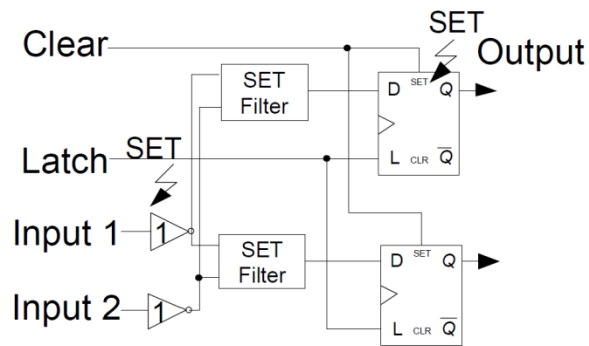 Clear
SET
Output
SET
Filter
D SET Q
L CLR Q̅
SET
Latch
Input 1
1
SET
Filter
D SET Q
L CLR Q̅
Input 2
1